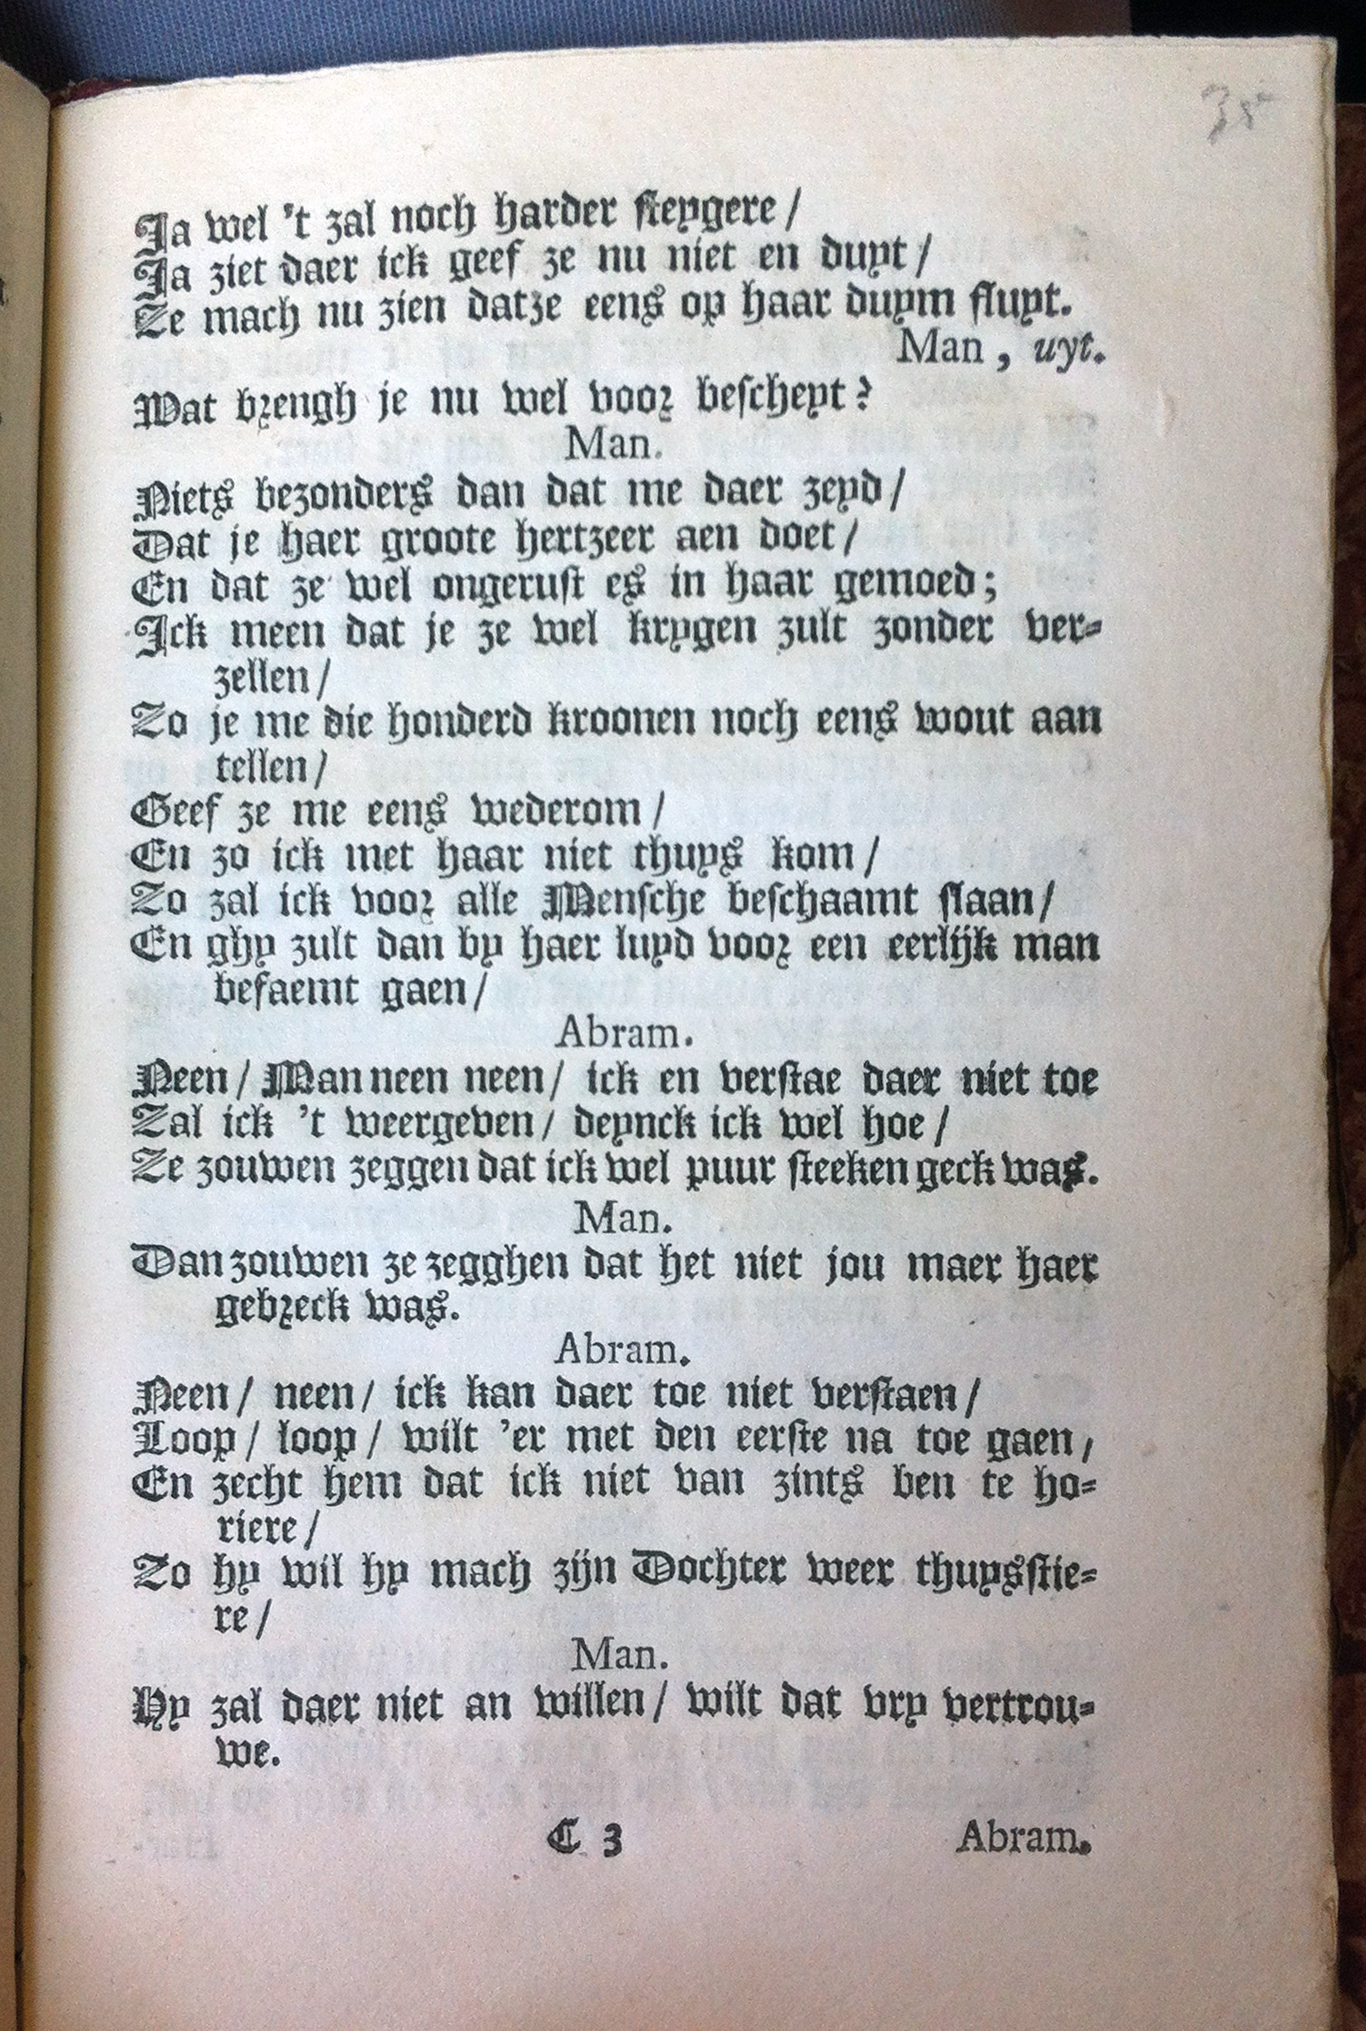 Ja wel 't zal noch harder steygere /
Ja ziet daer ick geef ze nu niet en duyt /
Ze mach nu zien datze eens op haar duym fluyt.
Man, uyt.
Wat brengh je nu wel voor bescheyt?
Man.
Niets bezonders dan dat me daer zeyd /
Dat je haer groote hertzeer aen doet /
En dat ze wel ongerust es in haar gemoed;
Ick meen dat je ze wel krygen zult zonder ver-
zellen /
Zo je me die honderd kroonen noch eens wout aan
tellen /
Geef ze me eens wederom /
En zo ick met haar niet thuys kom /
Zo zal ick voor alle Mensche beschaamt slaan /
En ghy zult dan by haer luyd voor een eerlijk man
befaemt gaen /
Abram.
Neen / Man neen neen / ick en verstae daer niet toe
Zal ick 't weergeven / deynck ick wel hoe /
Ze zouwen zeggen dat ick wel puur steeken geck was.
Man.
Dan zouwen ze zegghen dat het niet jou maer haer
gebreck was.
Abram.
Neen / neen / ick kan daer toe niet verstaen /
Loop / loop / wilt 'er met den eerste na toe gaen,
En zecht hem dat ick niet van zints ben te ho-
riere /
Zo hy wil hy mach zijn Dochter weer thuysstie-
re /
Man.
Hy zal daer niet an willen / wilt dat vry vertrou-
we.
C 3 Abram.